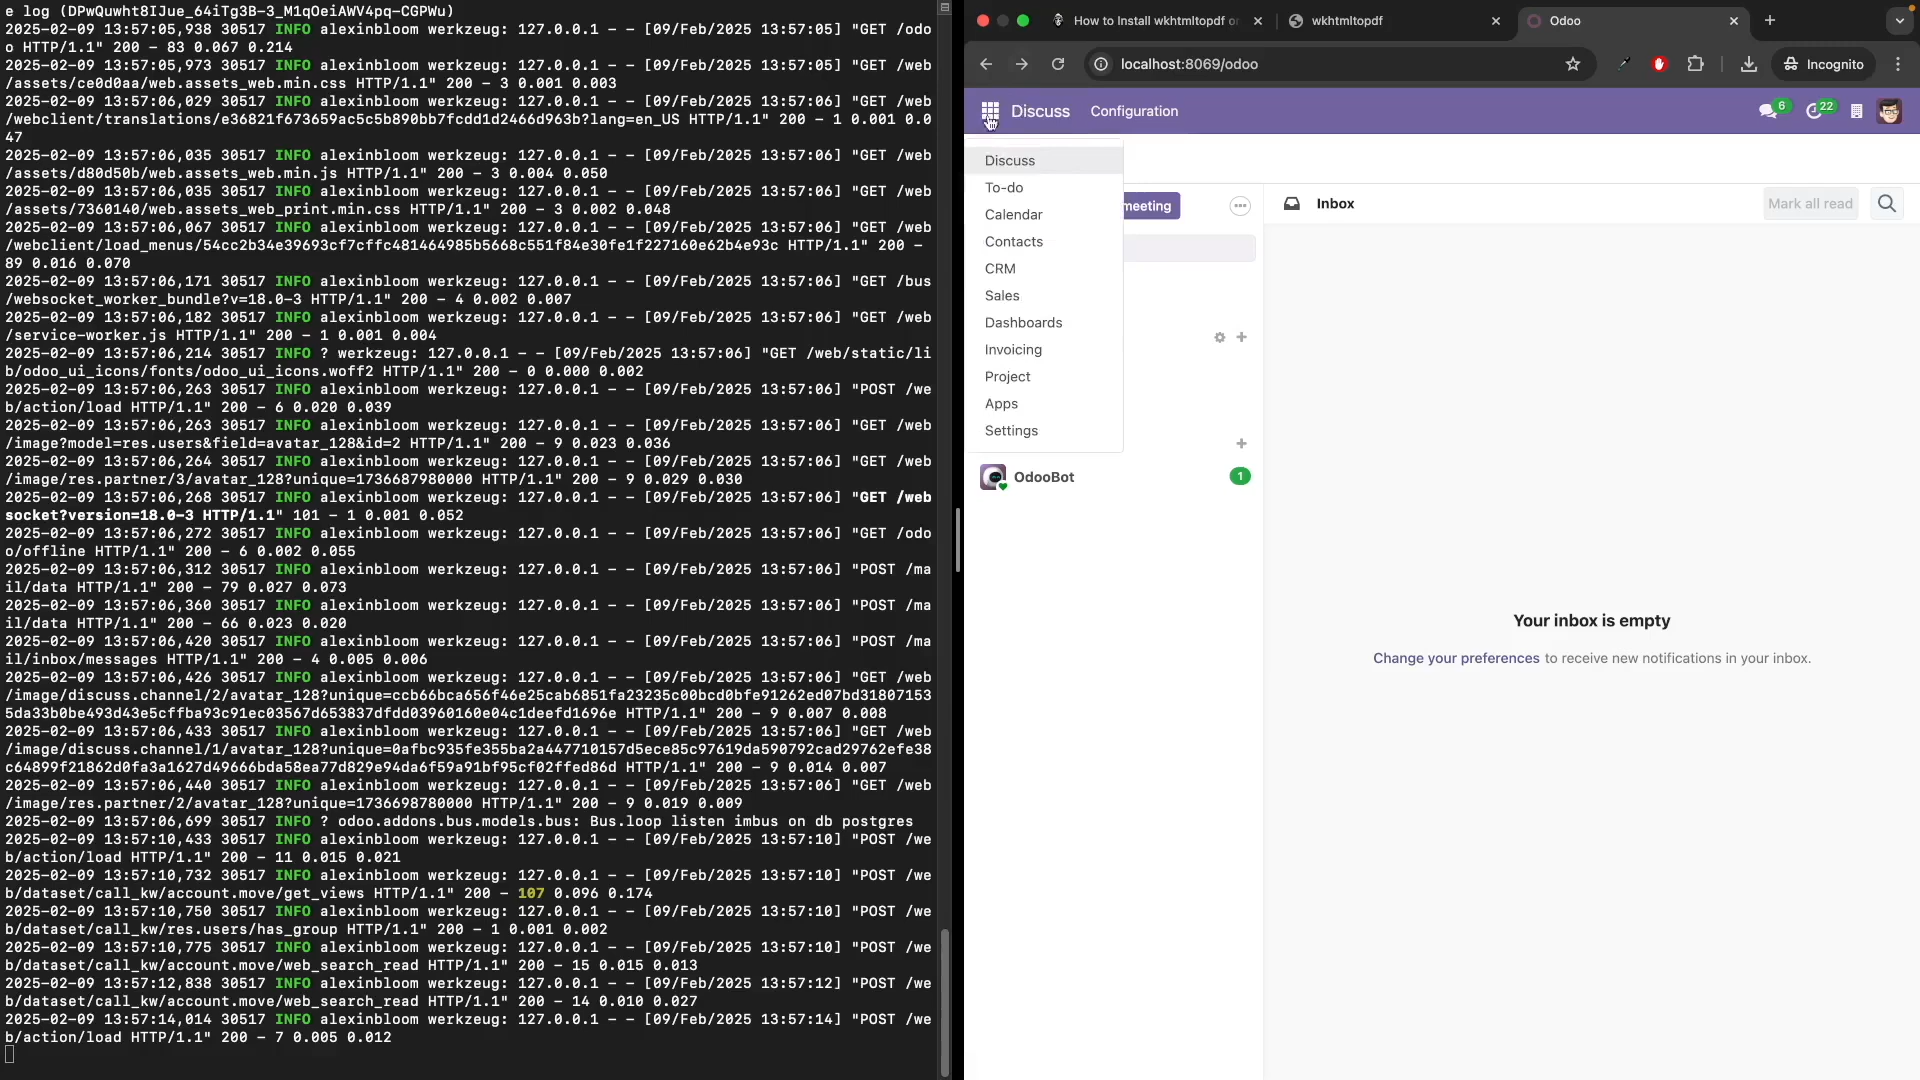 e log (DPwQuwht8IJue_64iTg3B-3_M1qOeiAWV4pq-CGPWu)
2025-02-09 13:57:05,938 30517 INFO alexinbloom werkzeug: 127.0.0.1 - - [09/Feb/2025 13:57:05] "GET /odo
o HTTP/1.1" 200 - 83 0.067 0.214
2025-02-09 13:57:05,973 30517 INFO alexinbloom werkzeug: 127.0.0.1 - - [09/Feb/2025 13:57:05] "GET /web
/assets/ce0d0aa/web.assets_web.min.css HTTP/1.1" 200 - 3 0.001 0.003
2025-02-09 13:57:06,029 30517 INFO alexinbloom werkzeug: 127.0.0.1 - - [09/Feb/2025 13:57:06] "GET /web
/webclient/translations/e36821f673659ac5c5b890bb7fcdd1d2466d963b?lang=en_US HTTP/1.1" 200 - 1 0.001 0.0
47
2025-02-09 13:57:06,035 30517 INFO alexinbloom werkzeug: 127.0.0.1 - - [09/Feb/2025 13:57:06] "GET /web
/assets/d80d50b/web.assets_web.min.js HTTP/1.1" 200 - 3 0.004 0.050
2025-02-09 13:57:06,035 30517 INFO alexinbloom werkzeug: 127.0.0.1 - - [09/Feb/2025 13:57:06] "GET /web
/assets/7360140/web.assets_web_print.min.css HTTP/1.1" 200 - 3 0.002 0.048
2025-02-09 13:57:06,067 30517 INFO alexinbloom werkzeug: 127.0.0.1 - - [09/Feb/2025 13:57:06] "GET /web
/webclient/load_menus/54cc2b34e39693cf7cffc481464985b5668c551f84e30fe1f227160e62b4e93c HTTP/1.1" 200 -
89 0.016 0.070
2025-02-09 13:57:06,171 30517 INFO alexinbloom werkzeug: 127.0.0.1 - - [09/Feb/2025 13:57:06] "GET /bus
/websocket_worker_bundle?v=18.0-3 HTTP/1.1" 200 - 4 0.002 0.007
2025-02-09 13:57:06,182 30517 INFO alexinbloom werkzeug: 127.0.0.1 - - [09/Feb/2025 13:57:06] "GET /web
/service-worker.js HTTP/1.1" 200 - 1 0.001 0.004
2025-02-09 13:57:06,214 30517 INFO ? werkzeug: 127.0.0.1 - - [09/Feb/2025 13:57:06] "GET /web/static/li
b/odoo_ui_icons/fonts/odoo_ui_icons.woff2 HTTP/1.1" 200 - 0 0.000 0.002
2025-02-09 13:57:06,263 30517 INFO alexinbloom werkzeug: 127.0.0.1 - - [09/Feb/2025 13:57:06] "POST /we
b/action/load HTTP/1.1" 200 - 6 0.020 0.039
2025-02-09 13:57:06,263 30517 INFO alexinbloom werkzeug: 127.0.0.1 - - [09/Feb/2025 13:57:06] "GET /web
/image?model=res.users&field=avatar_128&id=2 HTTP/1.1" 200 - 9 0.023 0.036
2025-02-09 13:57:06,264 30517 INFO alexinbloom werkzeug: 127.0.0.1 - - [09/Feb/2025 13:57:06] "GET /web
/image/res.partner/3/avatar_128?unique=1736687980000 HTTP/1.1" 200 - 9 0.029 0.030
2025-02-09 13:57:06,268 30517 INFO alexinbloom werkzeug: 127.0.0.1 - - [09/Feb/2025 13:57:06] "GET /web
socket?version=18.0-3 HTTP/1.1" 101 - 1 0.001 0.052
2025-02-09 13:57:06,272 30517 INFO alexinbloom werkzeug: 127.0.0.1 - - [09/Feb/2025 13:57:06] "GET /odo
o/offline HTTP/1.1" 200 - 6 0.002 0.055
2025-02-09 13:57:06,312 30517 INFO alexinbloom werkzeug: 127.0.0.1 - - [09/Feb/2025 13:57:06] "POST /ma
il/data HTTP/1.1" 200 - 79 0.027 0.073
2025-02-09 13:57:06,360 30517 INFO alexinbloom werkzeug: 127.0.0.1 - - [09/Feb/2025 13:57:06] "POST /ma
il/data HTTP/1.1" 200 - 66 0.023 0.020
2025-02-09 13:57:06,420 30517 INFO alexinbloom werkzeug: 127.0.0.1 - - [09/Feb/2025 13:57:06] "POST /ma
il/inbox/messages HTTP/1.1" 200 - 4 0.005 0.006
2025-02-09 13:57:06,426 30517 INFO alexinbloom werkzeug: 127.0.0.1 - - [09/Feb/2025 13:57:06] "GET /web
/image/discuss.channel/2/avatar_128?unique=ccb66bca656f46e25cab6851fa23235c00bcd0bfe91262ed07bd31807153
5da33b0be493d43e5cffba93c91ec03567d653837dfdd03960160e04c1deefd1696e HTTP/1.1" 200 - 9 0.007 0.008
2025-02-09 13:57:06,433 30517 INFO alexinbloom werkzeug: 127.0.0.1 - - [09/Feb/2025 13:57:06] "GET /web
/image/discuss.channel/1/avatar_128?unique=0afbc935fe355ba2a447710157d5ece85c97619da590792cad29762efe38
c64899f21862d0fa3a1627d49666bda58ea77d829e94da6f59a91bf95cf02ffed86d HTTP/1.1" 200 - 9 0.014 0.007
2025-02-09 13:57:06,440 30517 INFO alexinbloom werkzeug: 127.0.0.1 - - [09/Feb/2025 13:57:06] "GET /web
/image/res.partner/2/avatar_128?unique=1736698780000 HTTP/1.1" 200 - 9 0.019 0.009
2025-02-09 13:57:06,699 30517 INFO ? odoo.addons.bus.models.bus: Bus.loop listen imbus on db postgres
2025-02-09 13:57:10,433 30517 INFO alexinbloom werkzeug: 127.0.0.1 - - [09/Feb/2025 13:57:10] "POST /we
b/action/load HTTP/1.1" 200 - 11 0.015 0.021
2025-02-09 13:57:10,732 30517 INFO alexinbloom werkzeug: 127.0.0.1 - - [09/Feb/2025 13:57:10] "POST /we
b/dataset/call_kw/account.move/get_views HTTP/1.1" 200 - 107 0.096 0.174
2025-02-09 13:57:10,750 30517 INFO alexinbloom werkzeug: 127.0.0.1 - - [09/Feb/2025 13:57:10] "POST /we
b/dataset/call_kw/res.users/has_group HTTP/1.1" 200 - 1 0.001 0.002
2025-02-09 13:57:10,775 30517 INFO alexinbloom werkzeug: 127.0.0.1 - - [09/Feb/2025 13:57:10] "POST /we
b/dataset/call_kw/account.move/web_search_read HTTP/1.1" 200 - 15 0.015 0.013
2025-02-09 13:57:12,838 30517 INFO alexinbloom werkzeug: 127.0.0.1 - - [09/Feb/2025 13:57:12] "POST /we
b/dataset/call_kw/account.move/web_search_read HTTP/1.1" 200 - 14 0.010 0.027
2025-02-09 13:57:14,014 30517 INFO alexinbloom werkzeug: 127.0.0.1 - - [09/Feb/2025 13:57:14] "POST /we
b/action/load HTTP/1.1" 200 - 7 0.005 0.012
How to Install wkhtmltopdf on
wkhtmltopdf
Odoo
localhost:8069/odoo
Incognito
Discuss Configuration
6
22
Discuss
To-do
Calendar
Contacts
CRM
Sales
Dashboards
Invoicing
Project
Apps
Settings
meeting
OdooBot
1
Inbox
Mark all read
Your inbox is empty
Change your preferences to receive new notifications in your inbox.